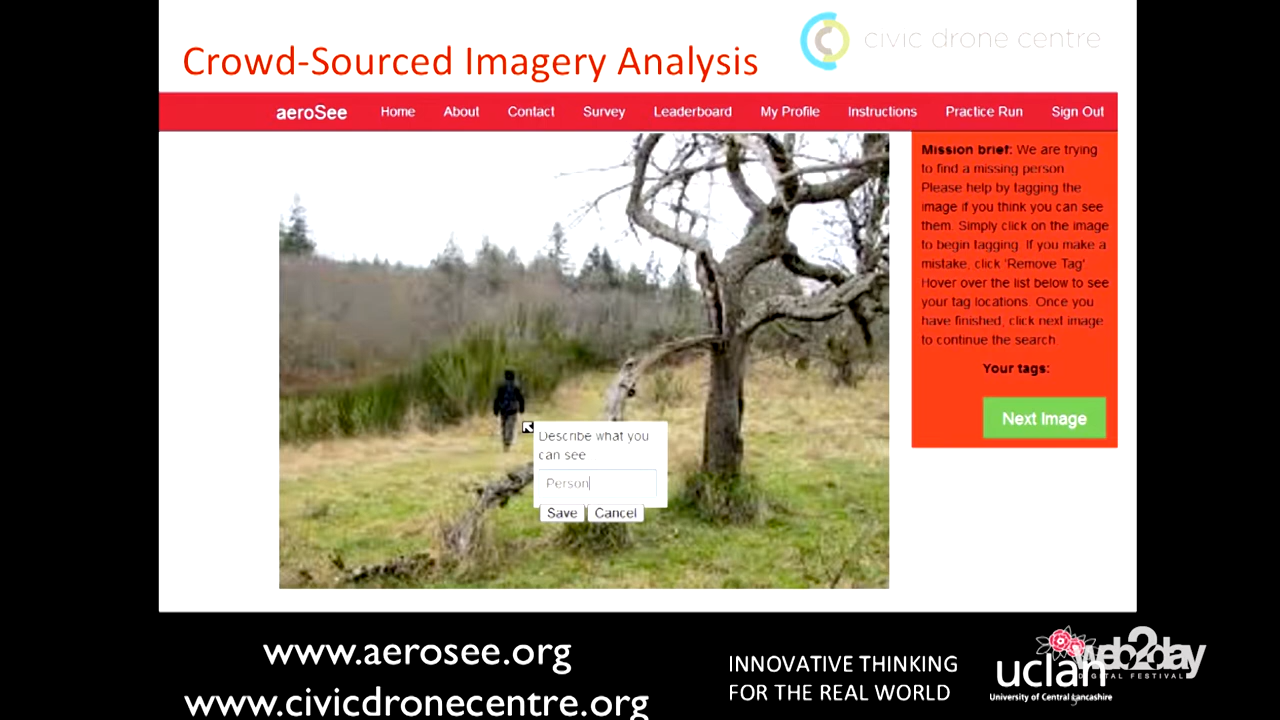 civic drone centre
Crowd-Sourced Imagery Analysis
aeroSee Home About Contact Survey Leaderboard My Profile Instructions Practice Run Sign Out
Mission brief: We are trying
to find a missing person
Please help by tagging the
image if you think you can see
them. Simply click on the image
to begin tagging. If you make a
mistake, click 'Remove Tag'
Hover over the list below to see
your tag locations. Once you
have finished, click next image
to continue the search
Your tags:
Next Image
Describe what you
can see
Person
Save Cancel
www.aerosee.org
www.civicdronecentre.org
INNOVATIVE THINKING
FOR THE REAL WORLD
uclan
University of Central Lancashire
web2day
DIGITAL FESTIVAL